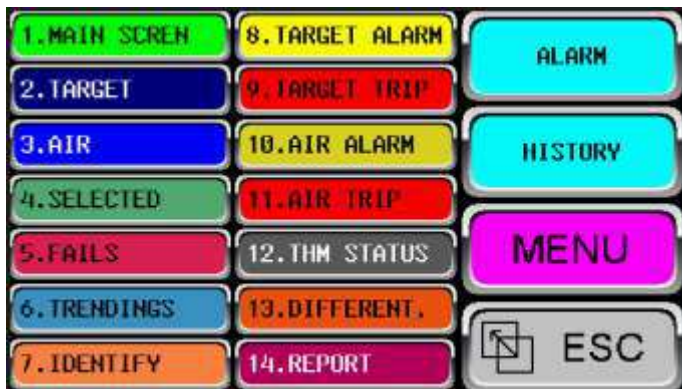 1.MAIN SCREN
2.TARGET
3.AIR
4.SELECTED
5.FAILS
6.TRENDINGS
7.IDENTIFY
8.TARGET ALARM
9.TARGET TRIP
10.AIR ALARM
11.AIR TRIP
12.THM STATUS
13.DIFFERENT.
14.REPORT
ALARM
HISTORY
MENU
ESC